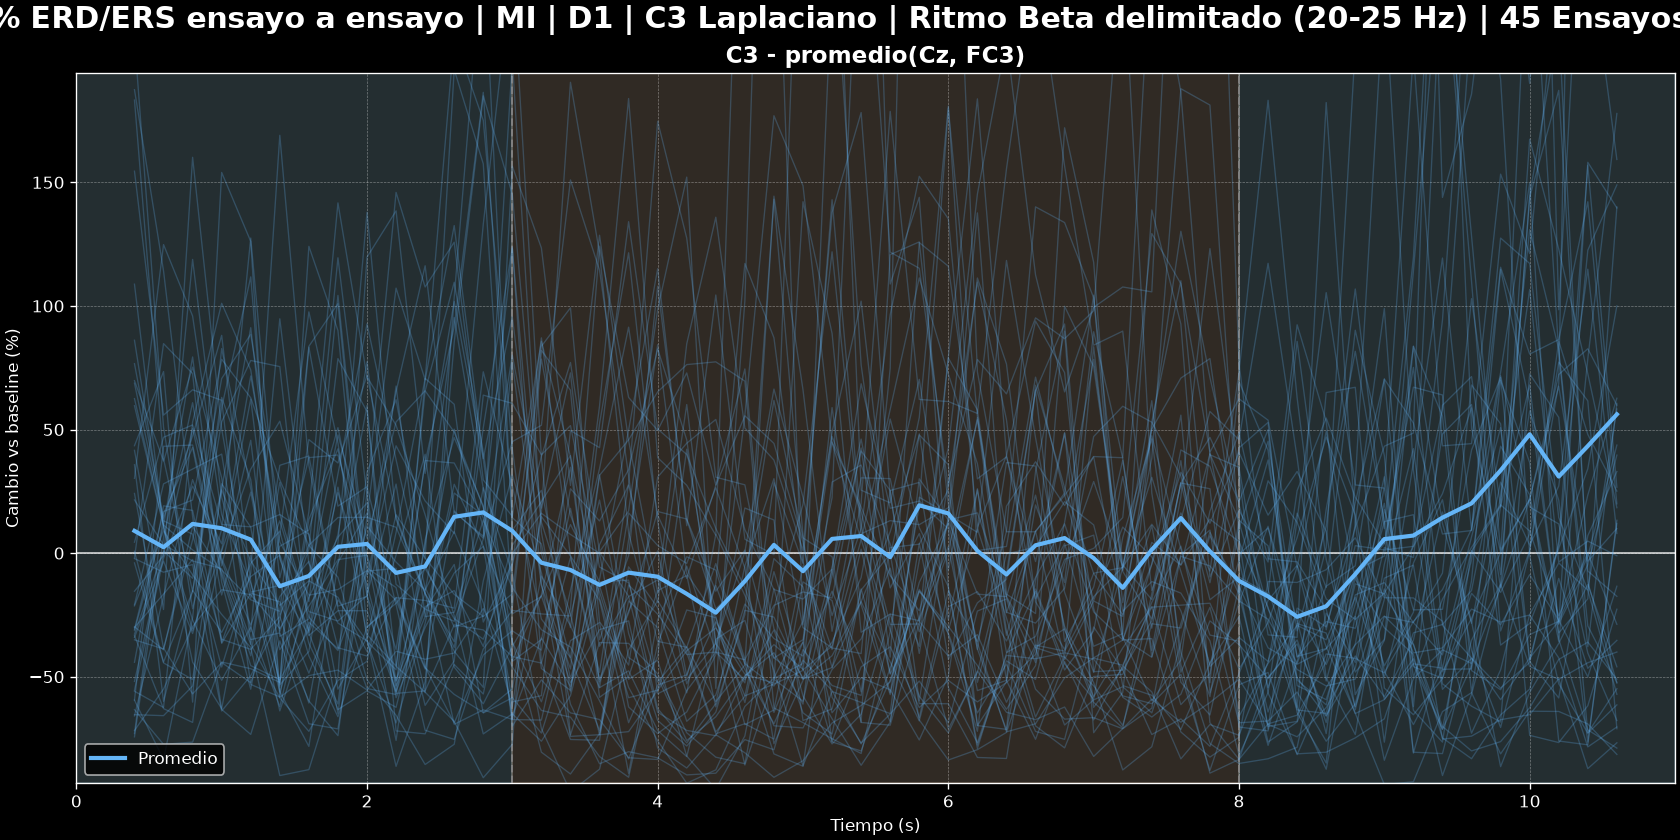 % ERD/ERS ensayo a ensayo | MI | D1 | C3 Laplaciano | Ritmo Beta delimitado (20-25 Hz) | 45 Ensayos
C3 - promedio(Cz, FC3)
Cambio vs baseline (%)
150
100
50
0
−50
Promedio
0 2 4 6 8 10
Tiempo (s)